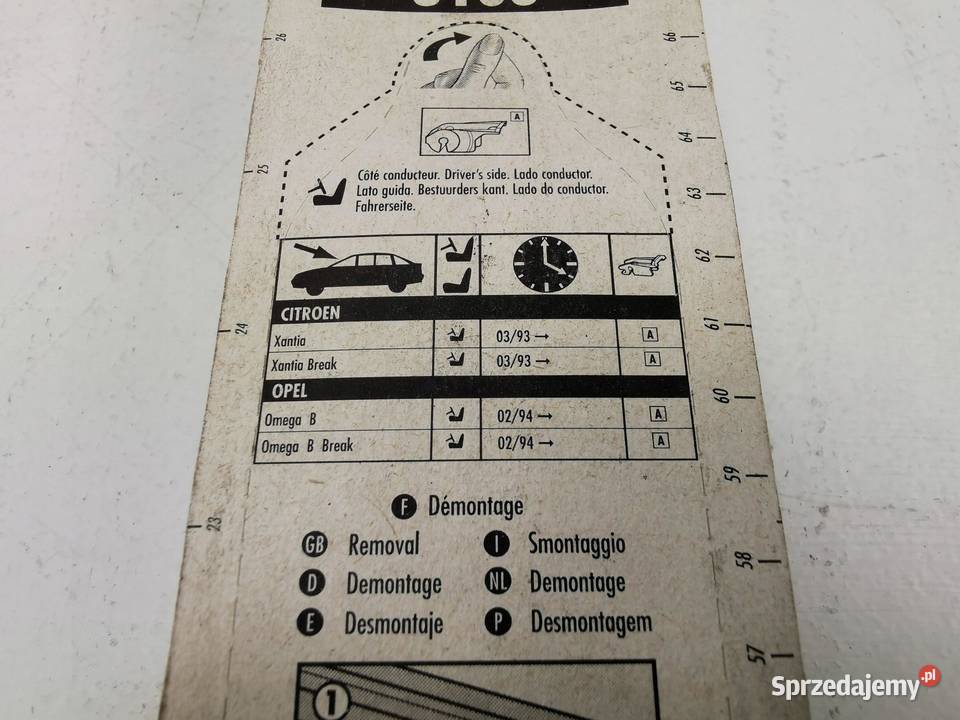 26
66
65
A
64
25
Côté conducteur. Driver's side. Lado conductor.
Lato guida. Bestuurders kant. Lado do conductor.
Fahrerseite.
63
62
CITROEN
61
24
Xantia 03/93 → A
Xantia Break 03/93 → A
OPEL
60
Omega B 02/94 → A
Omega B Break 02/94 → A
59
F Démontage
23
GB Removal I Smontaggio
58
D Demontage NL Demontage
E Desmontaje P Desmontagem
57
1
Sprzedajemy.pl